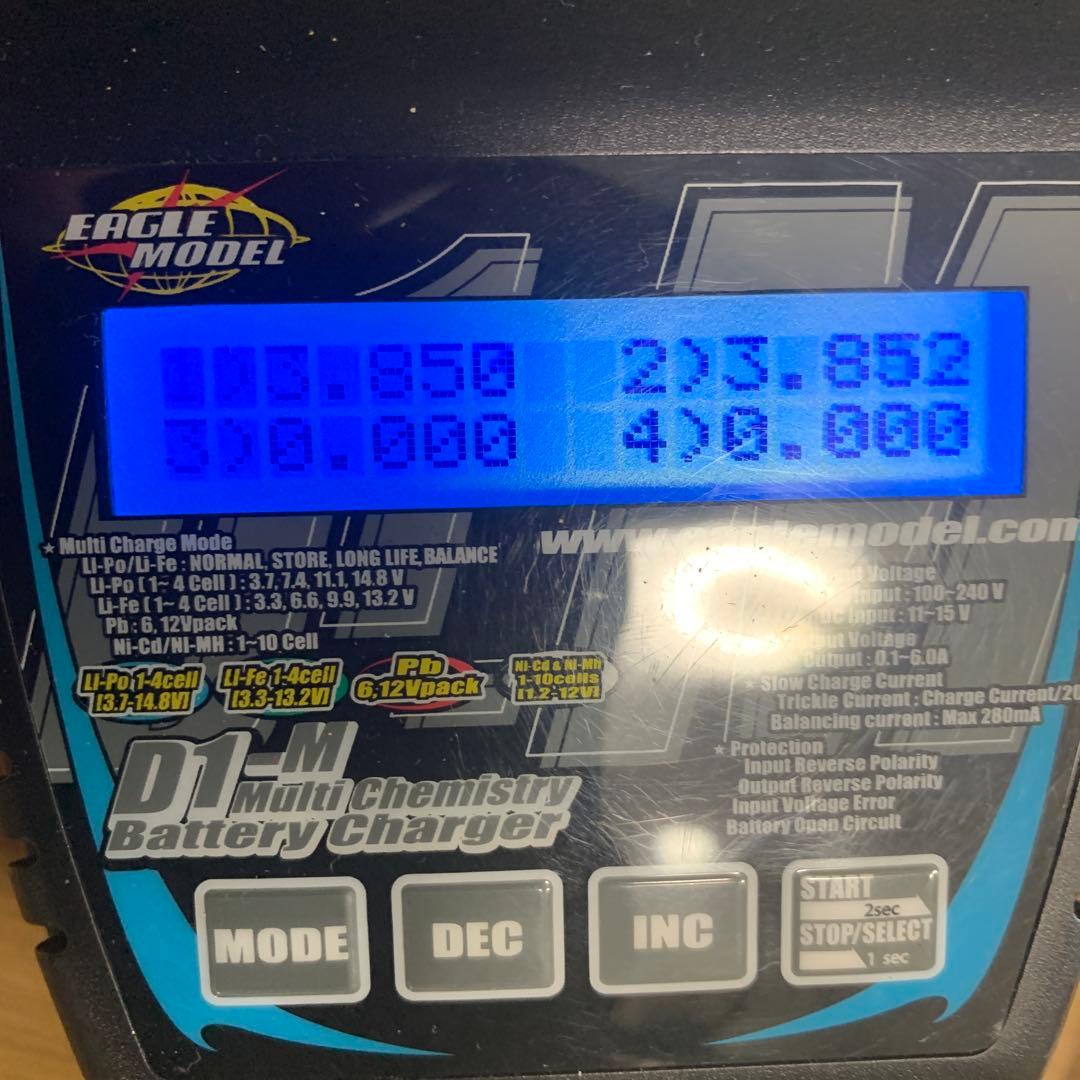 EAGLE
MODEL
1)3.850 2)3.852
3)0.000 4)0.000
★ Multi Charge Mode
Li-Po/Li-Fe : NORMAL, STORE, LONG LIFE, BALANCE
Li-Po ( 1~ 4 Cell ) : 3.7, 7.4, 11.1, 14.8 V
Li-Fe ( 1~ 4 Cell ) : 3.3, 6.6, 9.9, 13.2 V
Pb : 6, 12Vpack
Ni-Cd/Ni-MH : 1~10 Cell
Li-Po 1-4cell
[3.7-14.8V]
Li-Fe 1-4cell
[3.3-13.2V]
Pb
6,12Vpack
Ni-Cd & Ni-Mh
1-10cells
[1.2-12V]
Voltage
Input : 100~240 V
Input : 11~15 V
Voltage
Output : 0.1~6.0A
★ Slow Charge Current
Trickle Current : Charge Current/20
Balancing current : Max 280mA
★ Protection
Input Reverse Polarity
Output Reverse Polarity
Input Voltage Error
Battery Open Circuit
D1-M
Multi Chemistry
Battery Charger
MODE
DEC
INC
START
2sec
STOP/SELECT
1 sec